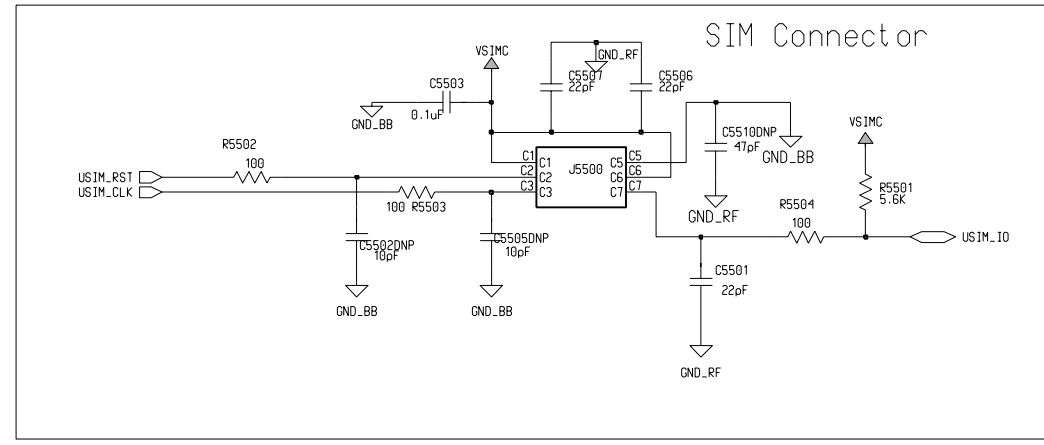 SIM Connector
VSIMC
GND_RF
C5503
0.1uF
GND_BB
C5507
22pF
C5506
22pF
C5510DNP
47pF
GND_BB
GND_RF
VSIMC
R5502
100
USIM_RST
USIM_CLK
100 R5503
C1
C2
C3
C1
C2
C3
J5500
C5
C6
C7
C5
C6
C7
R5501
5.6K
R5504
100
USIM_IO
C5502DNP
10pF
GND_BB
C5505DNP
10pF
GND_BB
C5501
22pF
GND_RF